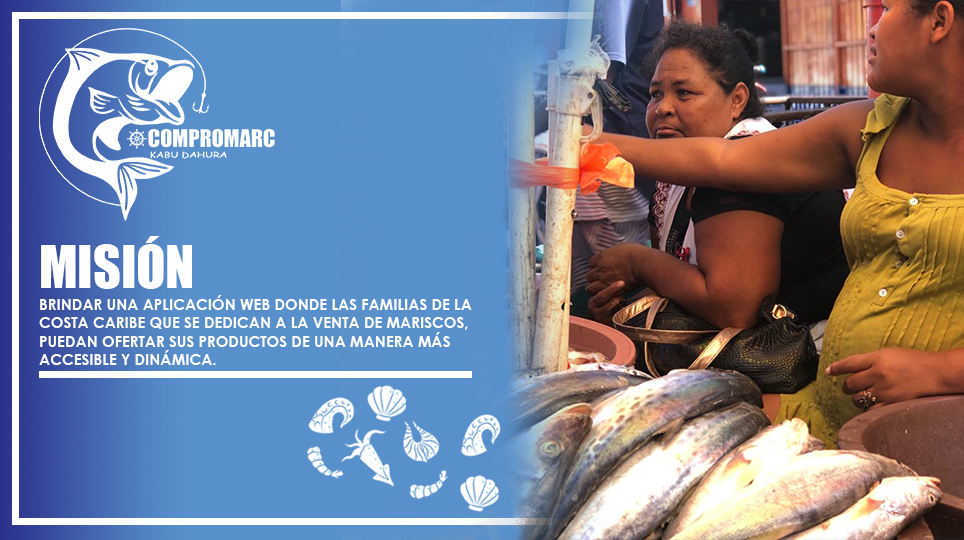 COMPROMARC
KABU DAHURA
MISIÓN
BRINDAR UNA APLICACIÓN WEB DONDE LAS FAMILIAS DE LA
COSTA CARIBE QUE SE DEDICAN A LA VENTA DE MARISCOS,
PUEDAN OFERTAR SUS PRODUCTOS DE UNA MANERA MÁS
ACCESIBLE Y DINÁMICA.